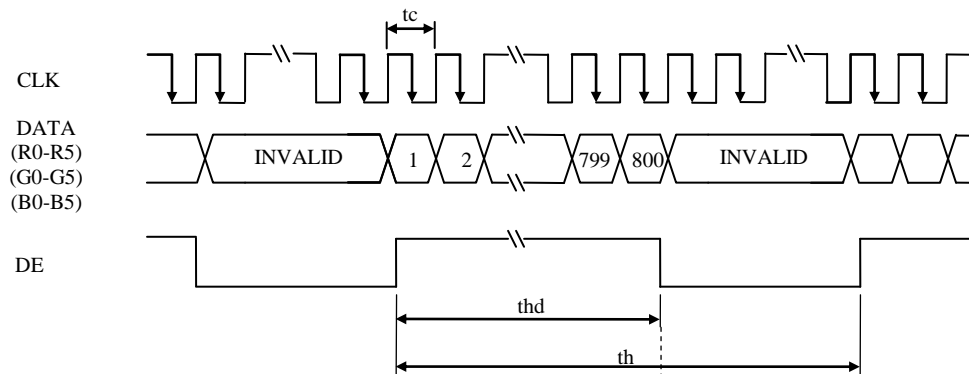 tc
CLK
DATA
(R0-R5)
(G0-G5)
(B0-B5)
INVALID 1 2 799 800 INVALID
DE
thd
th